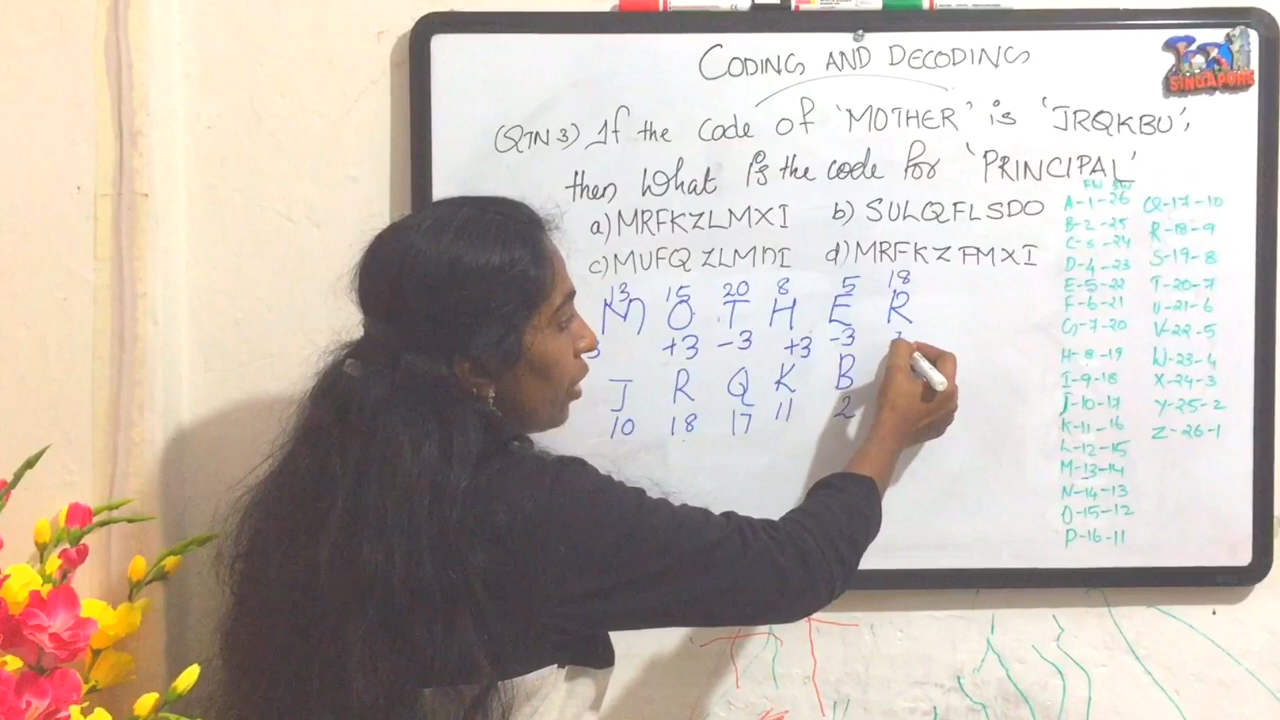 CODING AND DECODING
SINGAPORE
(QTN 3) If the code of 'MOTHER' is 'JRQKBU',
then What is the code for 'PRINCIPAL'
a) MRFKZLMXI b) SULQFLSDO
c) MUFQZLMDI d) MRFKZFMXI
13 15 20 8 5 18
M O T H E R
3 +3 -3 +3 -3
J R Q K B
10 18 17 11 2
FW BW
A-1-26 Q-17-10
B-2-25 R-18-9
C-3-24 S-19-8
D-4-23 T-20-7
E-5-22 U-21-6
F-6-21 V-22-5
G-7-20 W-23-4
H-8-19 X-24-3
I-9-18 Y-25-2
J-10-17 Z-26-1
K-11-16
L-12-15
M-13-14
N-14-13
O-15-12
P-16-11